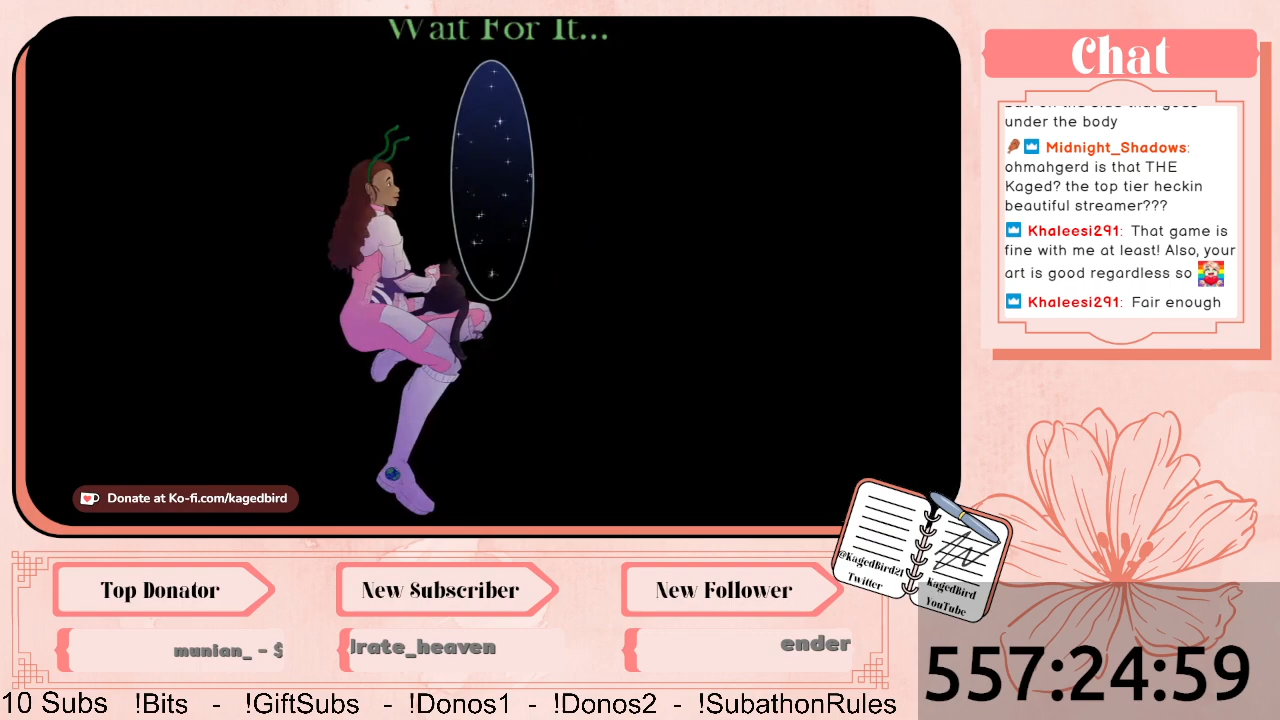 Wait For It...
Chat
under the body
Midnight_Shadows:
ohmahgerd is that THE
Kaged? the top tier heckin
beautiful streamer???
Khaleesi291: That game is
fine with me at least! Also, your
art is good regardless so
Khaleesi291: Fair enough
Donate at Ko-fi.com/kagedbird
@KagedBird21
Twitter
KagedBird
YouTube
Top Donator
New Subscriber
New Follower
munian_ - $
lrate_heaven
ender
10 Subs !Bits - !GiftSubs - !Donos1 - !Donos2 - !SubathonRules
557:24:59